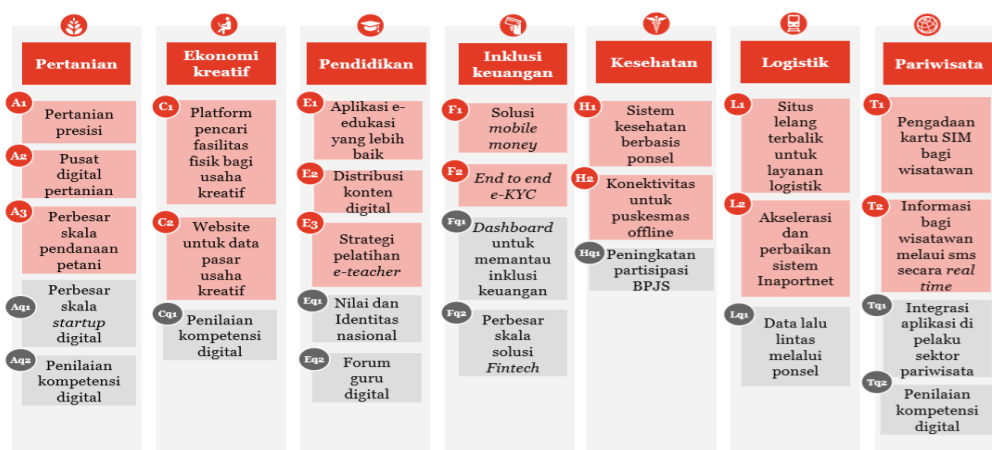 Pertanian
A1
Pertanian
presisi
A2
Pusat
digital
pertanian
A3
Perbesar
skala
pendanaan
petani
Aq1
Perbesar
skala
startup
digital
Aq2
Penilaian
kompetensi
digital
Ekonomi
kreatif
C1
Platform
pencari
fasilitas
fisik bagi
usaha
kreatif
C2
Website
untuk data
pasar
usaha
kreatif
Cq1
Penilaian
kompetensi
digital
Pendidikan
E1
Aplikasi e-
edukasi
yang lebih
baik
E2
Distribusi
konten
digital
E3
Strategi
pelatihan
e-teacher
Eq1
Nilai dan
Identitas
nasional
Eq2
Forum
guru
digital
Inklusi
keuangan
F1
Solusi
mobile
money
F2
End to end
e-KYC
Fq1
Dashboard
untuk
memantau
inklusi
keuangan
Fq2
Perbesar
skala
solusi
Fintech
Kesehatan
H1
Sistem
kesehatan
berbasis
ponsel
H2
Konektivitas
untuk
puskesmas
offline
Hq1
Peningkatan
partisipasi
BPJS
Logistik
L1
Situs
lelang
terbalik
untuk
layanan
logistik
L2
Akselerasi
dan
perbaikan
sistem
Inaportnet
Lq1
Data lalu
lintas
melalui
ponsel
Pariwisata
T1
Pengadaan
kartu SIM
bagi
wisatawan
T2
Informasi
bagi
wisatawan
melaui sms
secara real
time
Tq1
Integrasi
aplikasi di
pelaku
sektor
pariwisata
Tq2
Penilaian
kompetensi
digital